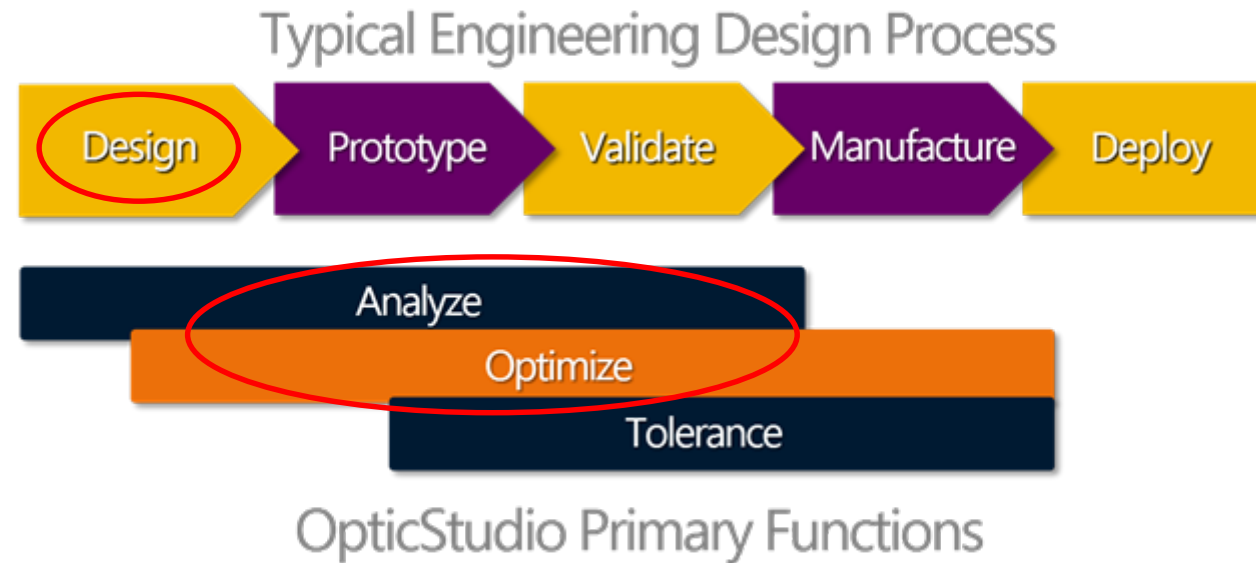 Typical Engineering Design Process
Design Prototype Validate Manufacture Deploy
Analyze
Optimize
Tolerance
OpticStudio Primary Functions